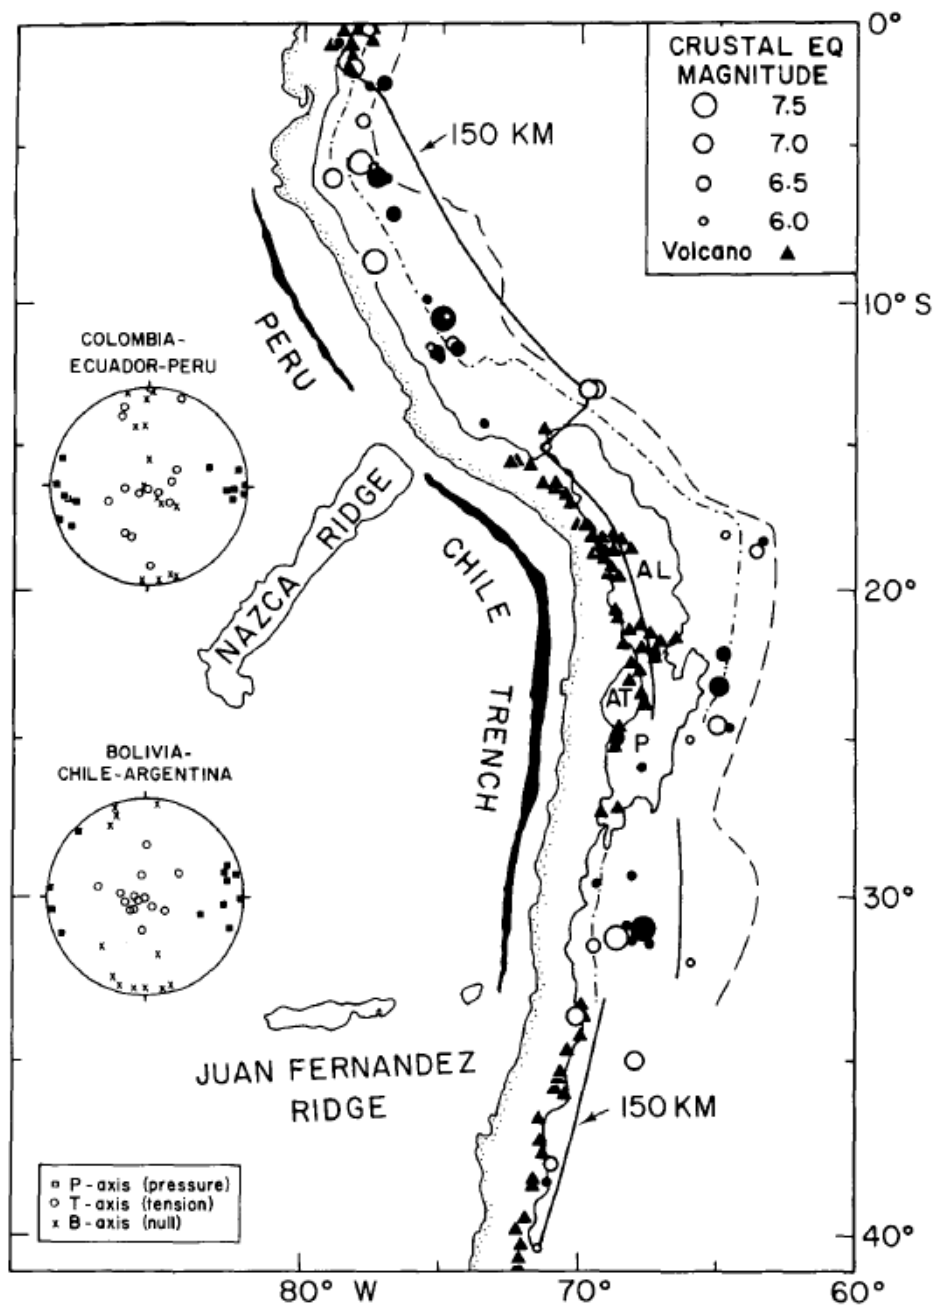 0°
CRUSTAL EQ
MAGNITUDE
7.5
7.0
6.5
6.0
Volcano
150 KM
10° S
PERU
COLOMBIA-
ECUADOR-PERU
NAZCA RIDGE
CHILE
TRENCH
AL
20°
AT
P
BOLIVIA-
CHILE-ARGENTINA
30°
JUAN FERNANDEZ
RIDGE
150 KM
P-axis (pressure)
T-axis (tension)
B-axis (null)
40°
80° W
70°
60°